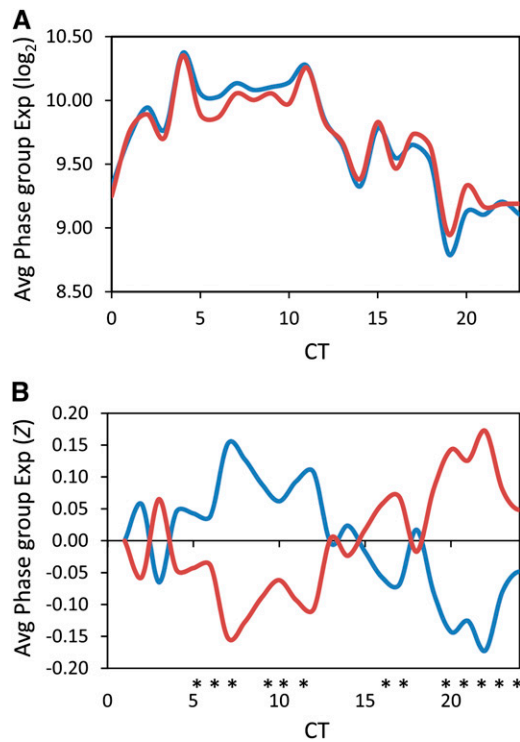 A
Avg Phase group Exp (log₂)
10.50
10.00
9.50
9.00
8.50
0 5 10 15 20
CT
B
Avg Phase group Exp (Z)
0.20
0.15
0.10
0.05
0.00
-0.05
-0.10
-0.15
-0.20
* * * * * * * * * * * * *
0 5 10 15 20
CT